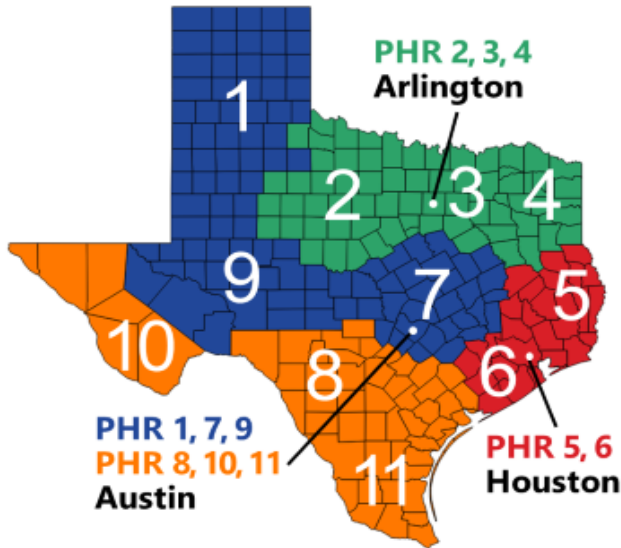 PHR 2, 3, 4
Arlington
1
2
3
4
9
7
5
10
8
6
PHR 1, 7, 9
PHR 8, 10, 11
Austin
11
PHR 5, 6
Houston